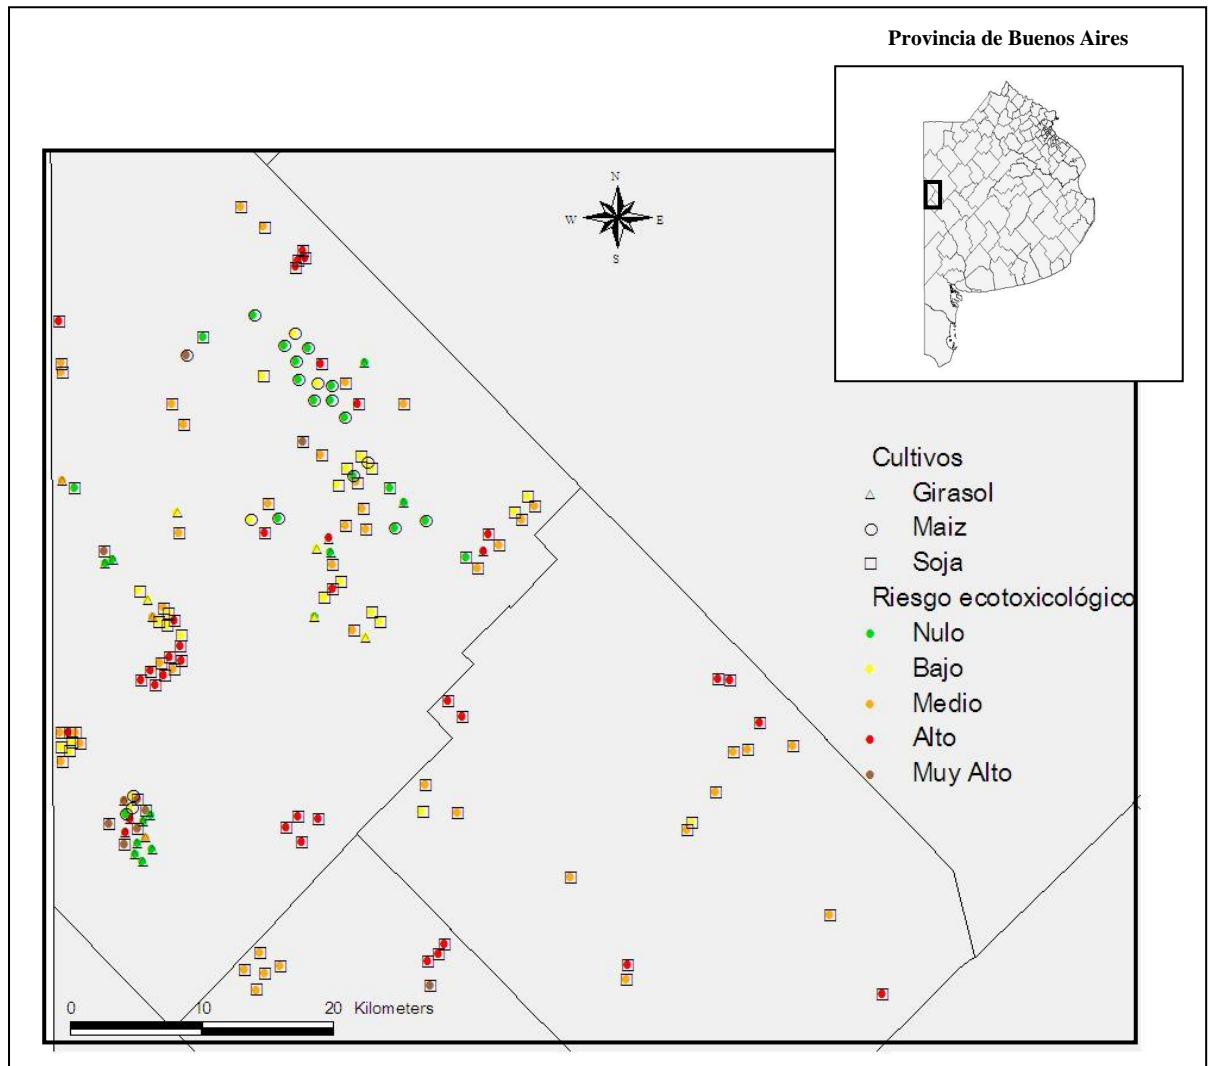 Provincia de Buenos Aires
N
W E
S
Cultivos
Girasol
Maiz
Soja
Riesgo ecotoxicológico
Nulo
Bajo
Medio
Alto
Muy Alto
0 10 20 Kilometers